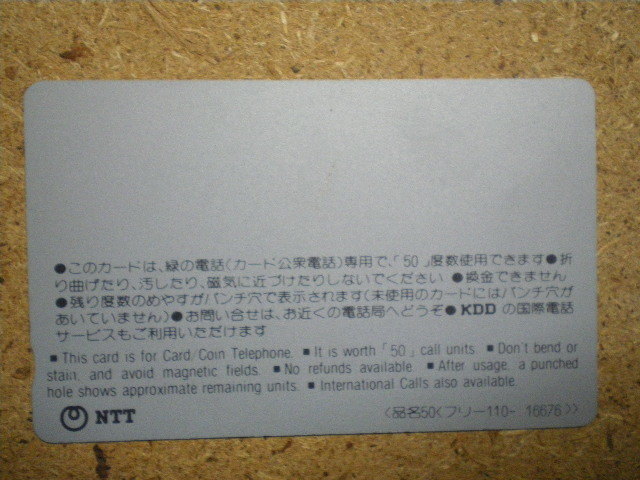 ●このカードは、緑の電話(カード公衆電話)専用で、「50」度数使用できます●折
り曲げたり、汚したり、磁気に近づけたりしないでください ●換金できません
●残り度数のめやすがパンチ穴で表示されます(未使用のカードにはパンチ穴が
あいていません)●お問い合せは、お近くの電話局へどうぞ● KDD の国際電話
サービスもご利用いただけます
■ This card is for Card/Coin Telephone. ■ It is worth「50」call units. ■ Don't bend or
stain, and avoid magnetic fields. ■ No refunds available. ■ After usage, a punched
hole shows approximate remaining units. ■ International Calls also available.
NTT
〈品名50〈フリー110- 16676〉〉